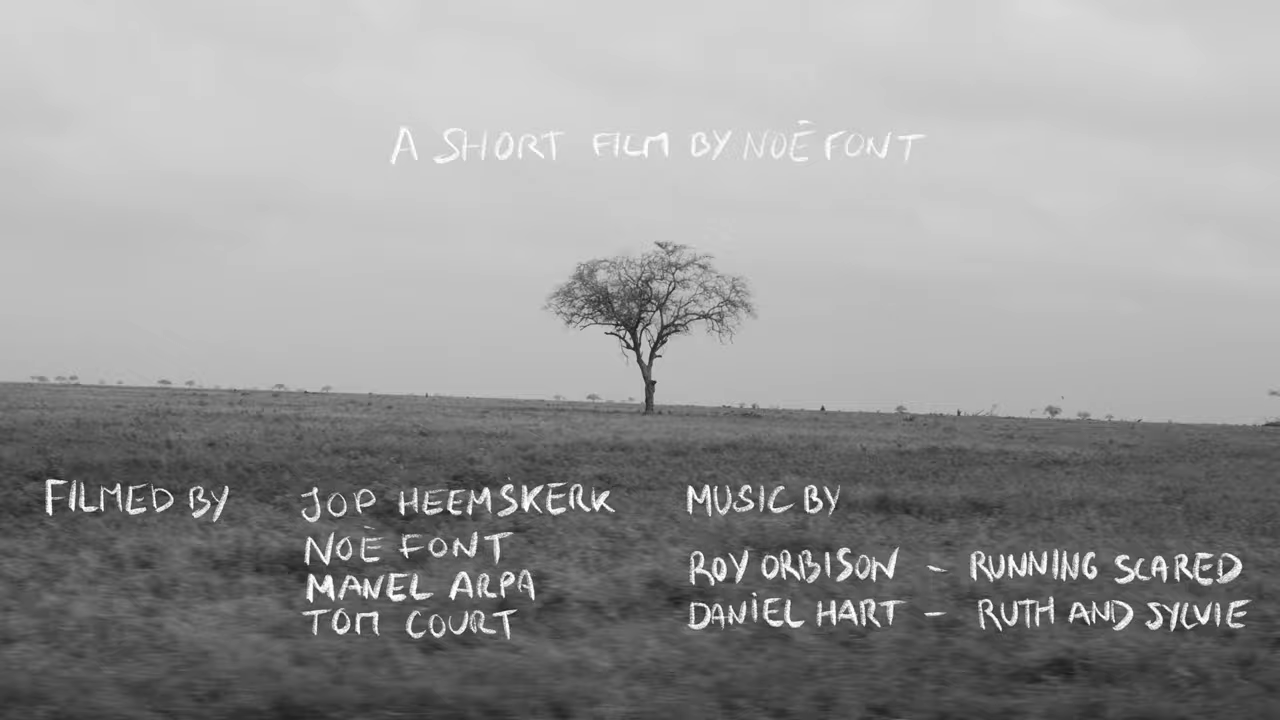 A SHORT FILM BY NOÈ FONT
FILMED BY
JOP HEEMSKERK
NOÈ FONT
MANEL ARPA
TOM COURT
MUSIC BY
ROY ORBISON - RUNNING SCARED
DANiEL HART - RUTH AND SYLVIE